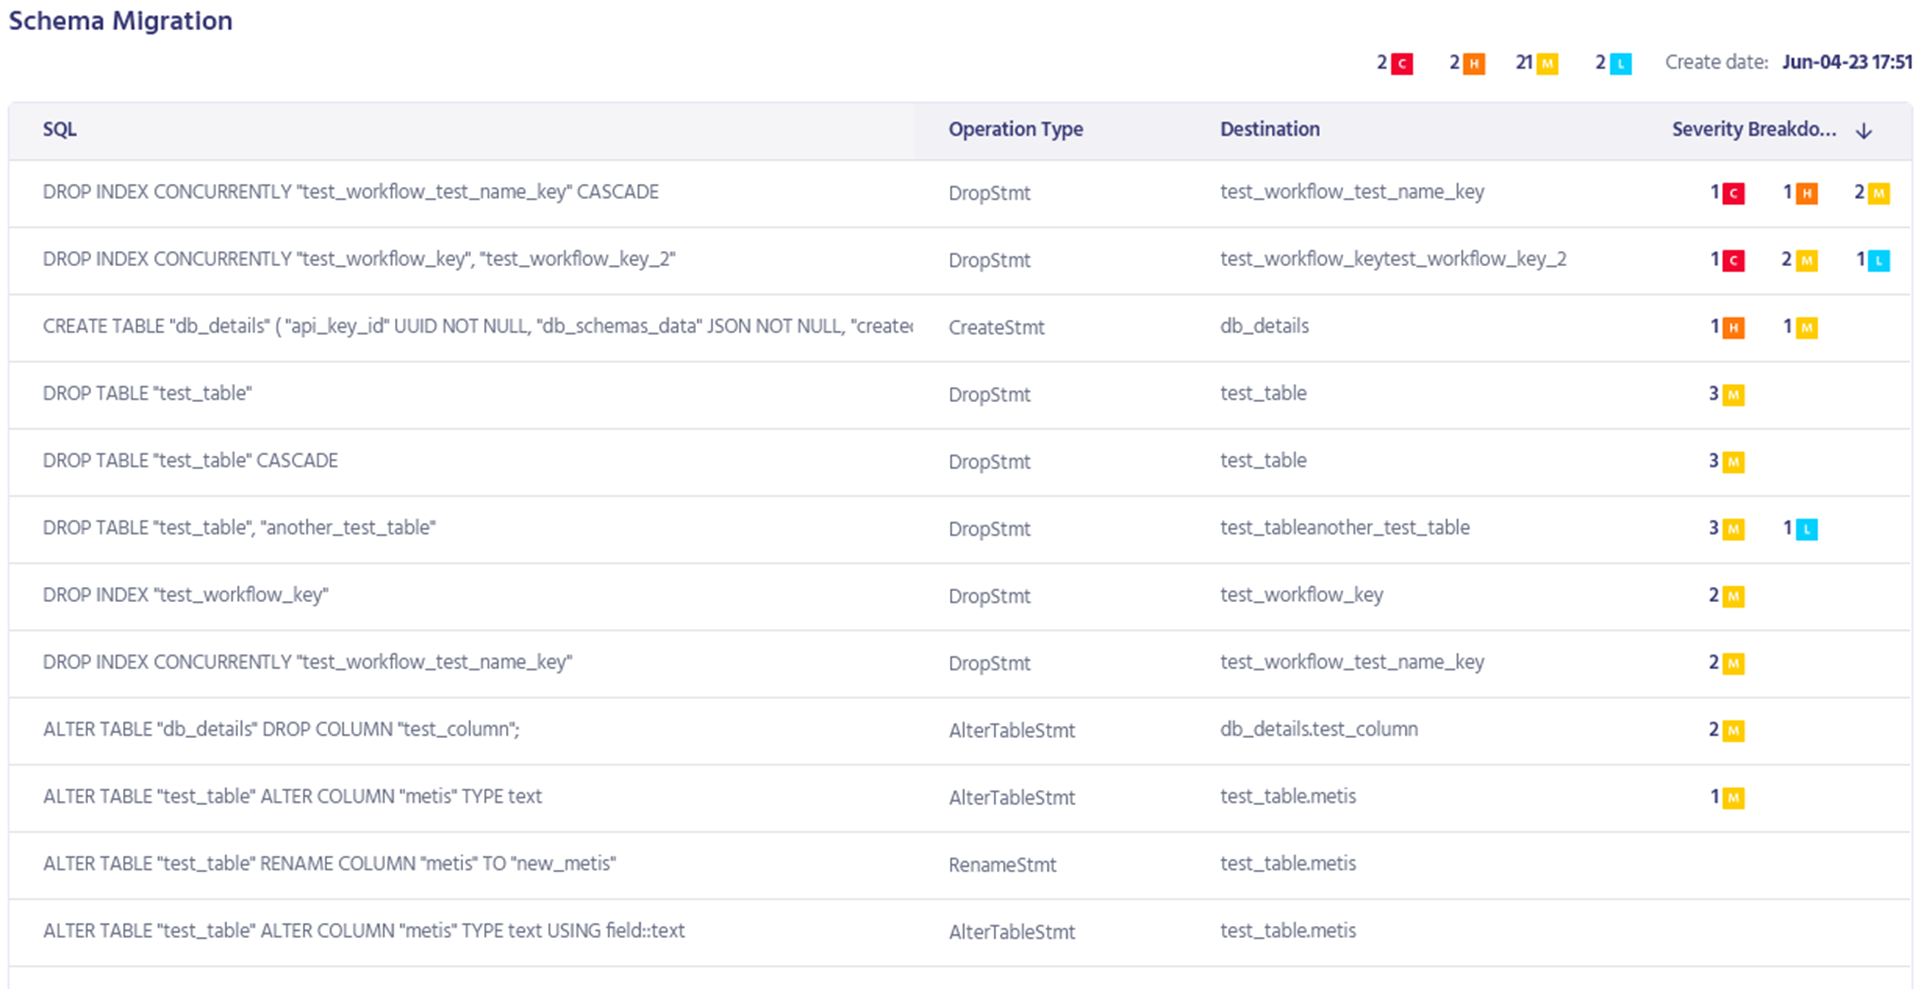 Schema Migration
2 C 2 H 21 M 2 L Create date: Jun-04-23 17:51
SQL Operation Type Destination Severity Breakdo...
DROP INDEX CONCURRENTLY "test_workflow_test_name_key" CASCADE DropStmt test_workflow_test_name_key 1 C 1 H 2 M
DROP INDEX CONCURRENTLY "test_workflow_key", "test_workflow_key_2" DropStmt test_workflow_keytest_workflow_key_2 1 C 2 M 1 L
CREATE TABLE "db_details" ( "api_key_id" UUID NOT NULL, "db_schemas_data" JSON NOT NULL, "created CreateStmt db_details 1 H 1 M
DROP TABLE "test_table" DropStmt test_table 3 M
DROP TABLE "test_table" CASCADE DropStmt test_table 3 M
DROP TABLE "test_table", "another_test_table" DropStmt test_tableanother_test_table 3 M 1 L
DROP INDEX "test_workflow_key" DropStmt test_workflow_key 2 M
DROP INDEX CONCURRENTLY "test_workflow_test_name_key" DropStmt test_workflow_test_name_key 2 M
ALTER TABLE "db_details" DROP COLUMN "test_column"; AlterTableStmt db_details.test_column 2 M
ALTER TABLE "test_table" ALTER COLUMN "metis" TYPE text AlterTableStmt test_table.metis 1 M
ALTER TABLE "test_table" RENAME COLUMN "metis" TO "new_metis" RenameStmt test_table.metis
ALTER TABLE "test_table" ALTER COLUMN "metis" TYPE text USING field::text AlterTableStmt test_table.metis